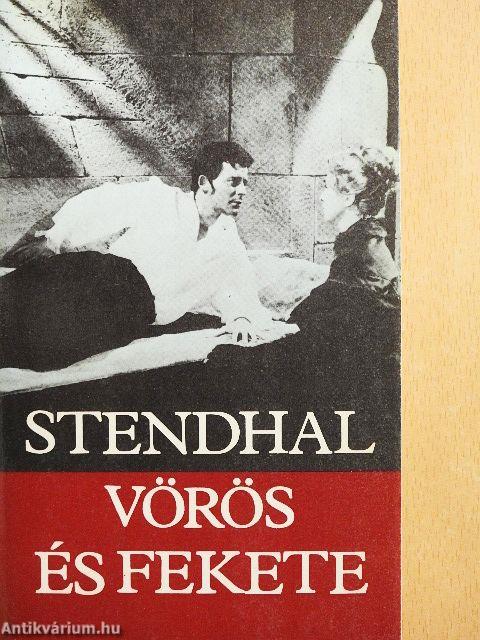 STENDHAL
VÖRÖS
ÉS FEKETE
Antikvárium.hu